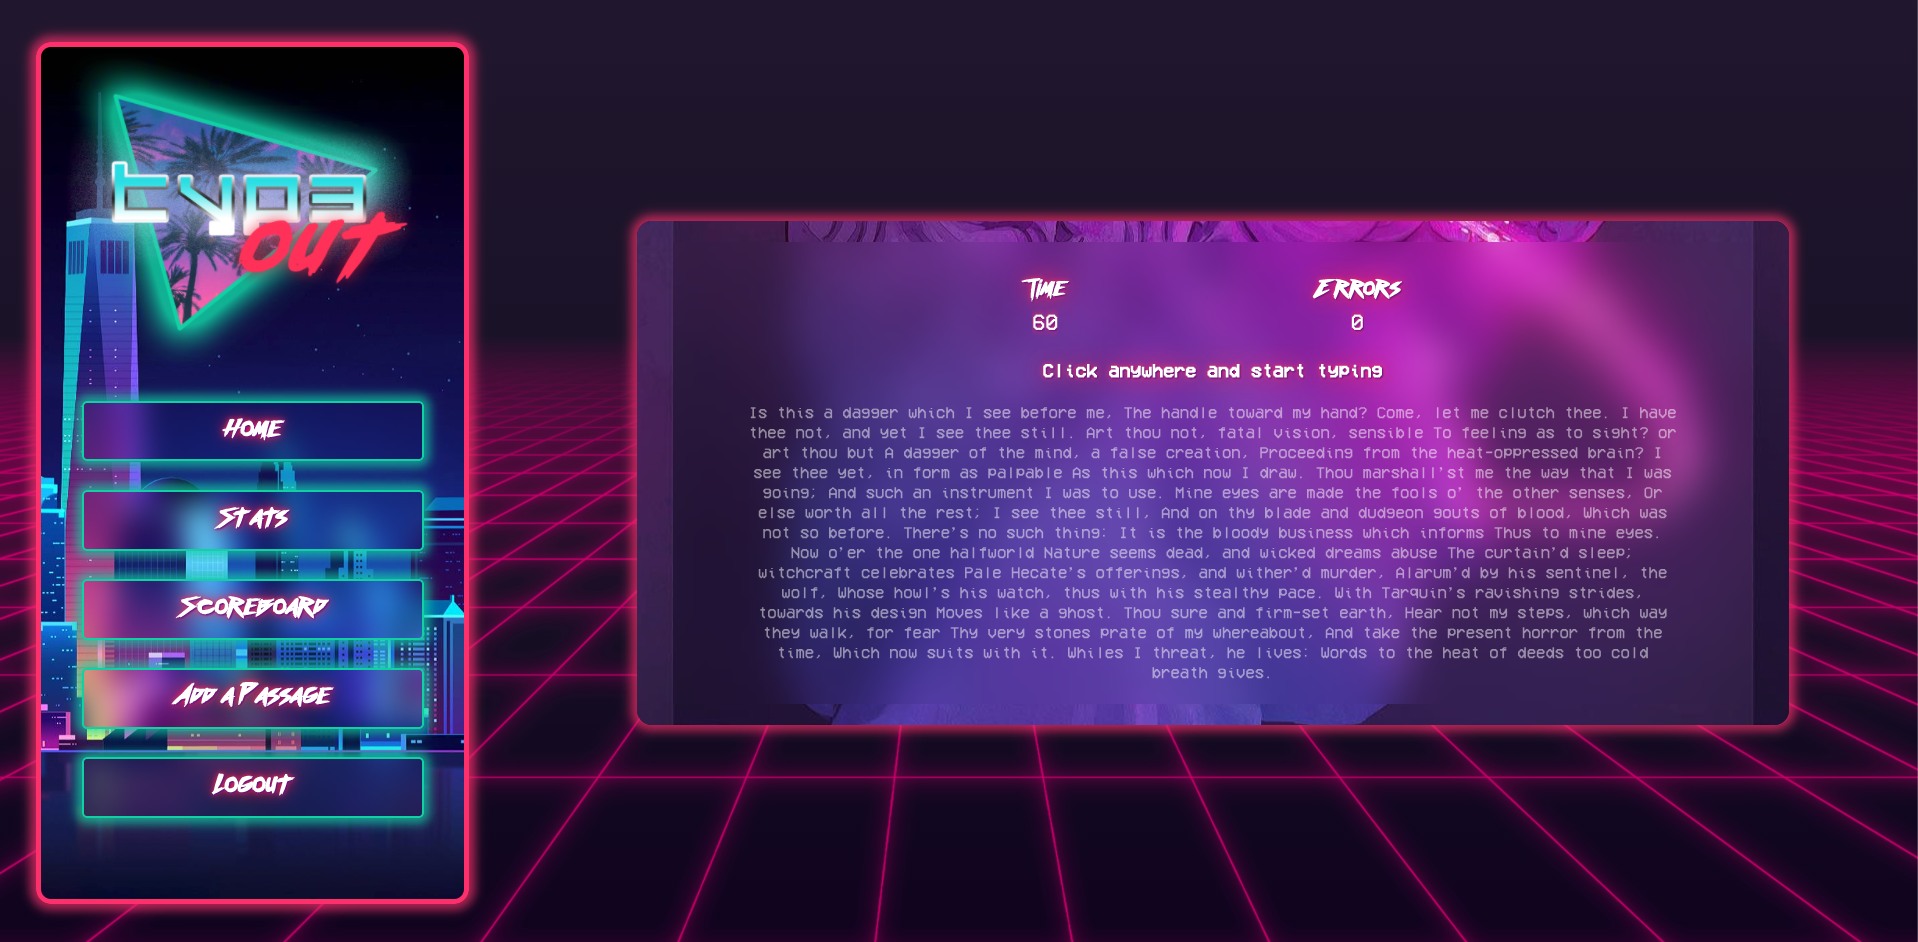 type
OUT
Home
Stats
Scoreboard
Add a Passage
Logout
Time
Errors
60
0
Click anywhere and start typing
Is this a dagger which I see before me, The handle toward my hand? Come, let me clutch thee. I have
thee not, and yet I see thee still. Art thou not, fatal vision, sensible To feeling as to sight? or
art thou but A dagger of the mind, a false creation, Proceeding from the heat-oppressed brain? I
see thee yet, in form as palpable As this which now I draw. Thou marshall'st me the way that I was
going; And such an instrument I was to use. Mine eyes are made the fools o' the other senses, Or
else worth all the rest; I see thee still, And on thy blade and dudgeon gouts of blood, Which was
not so before. There's no such thing: It is the bloody business which informs Thus to mine eyes.
Now o'er the one halfworld Nature seems dead, and wicked dreams abuse The curtain'd sleep;
witchcraft celebrates Pale Hecate's offerings, and wither'd murder, Alarum'd by his sentinel, the
wolf, Whose howl's his watch, thus with his stealthy pace. With Tarquin's ravishing strides,
towards his design Moves like a ghost. Thou sure and firm-set earth, Hear not my steps, which way
they walk, for fear Thy very stones prate of my whereabout, And take the present horror from the
time, Which now suits with it. Whiles I threat, he lives: Words to the heat of deeds too cold
breath gives.